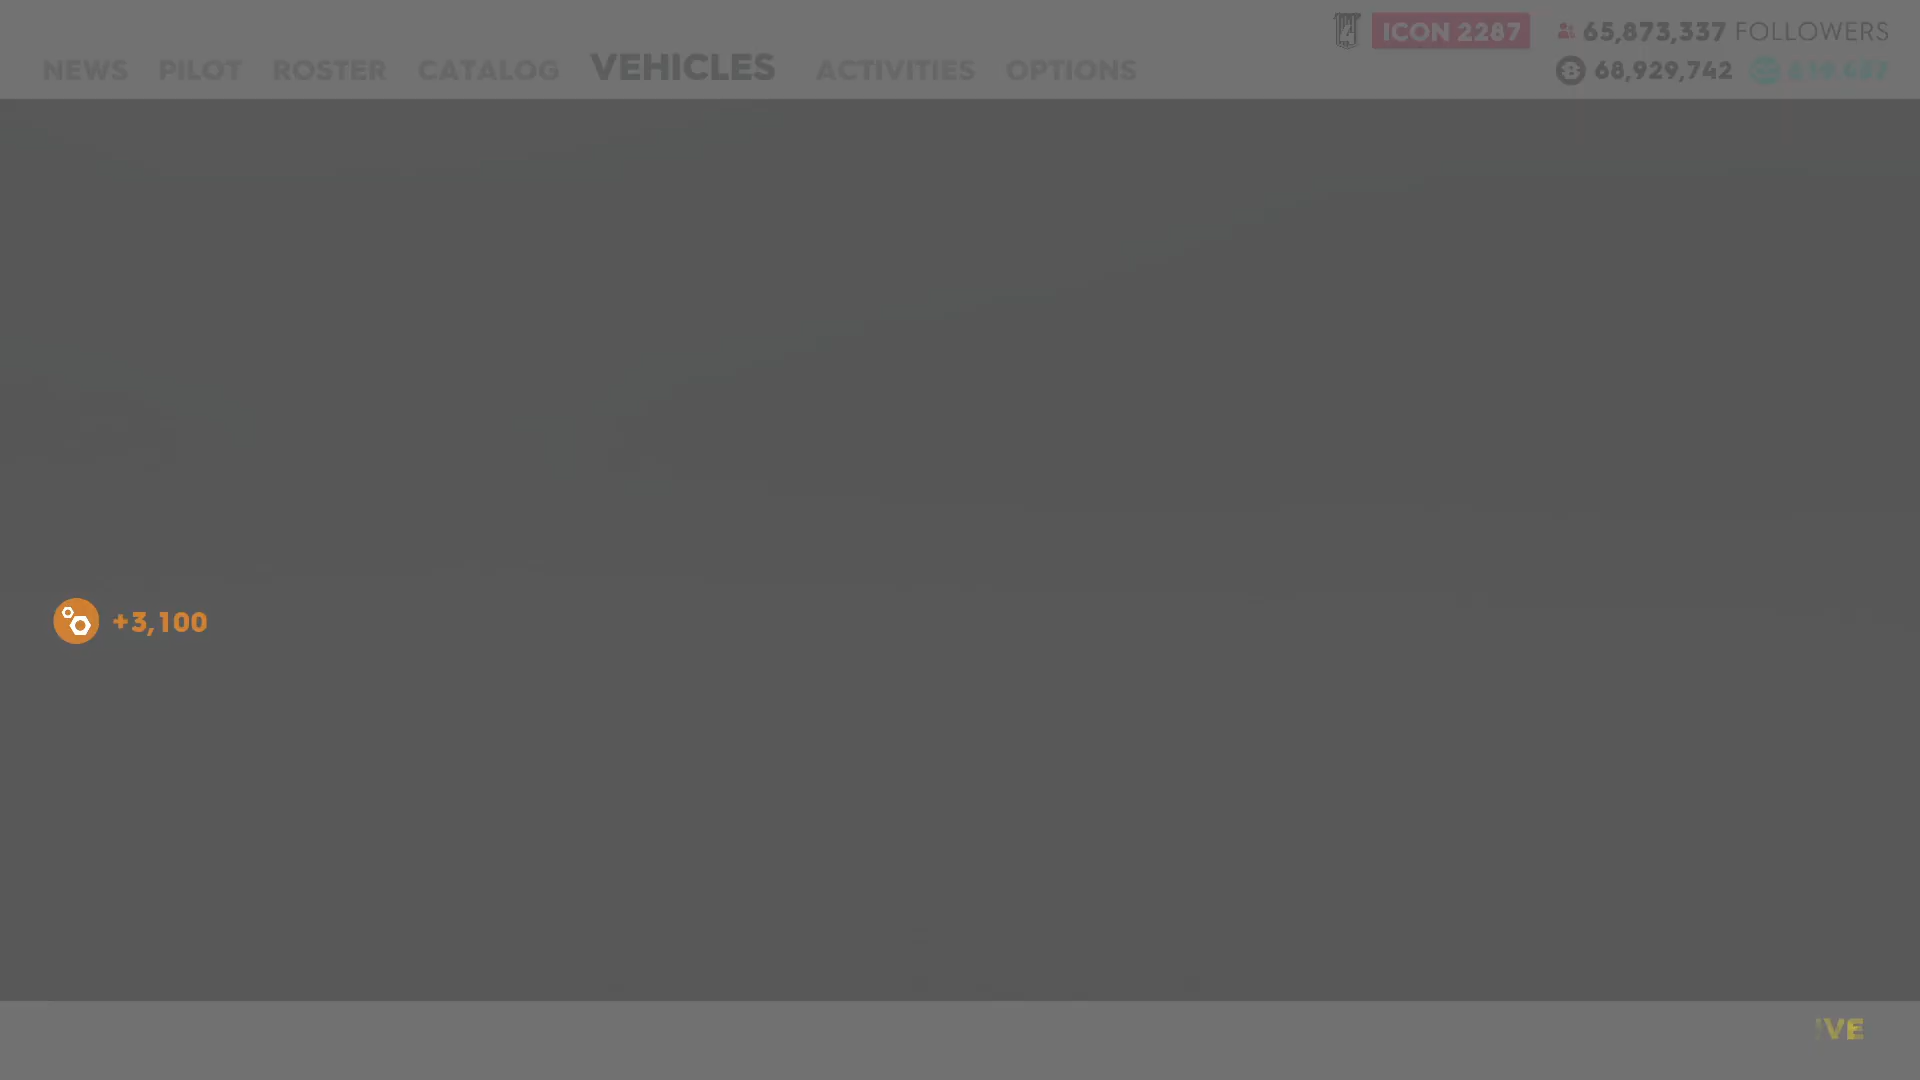 ICON 2287 65,873,337 FOLLOWERS
NEWS PILOT ROSTER CATALOG VEHICLES ACTIVITIES OPTIONS 68,929,742
+3,100